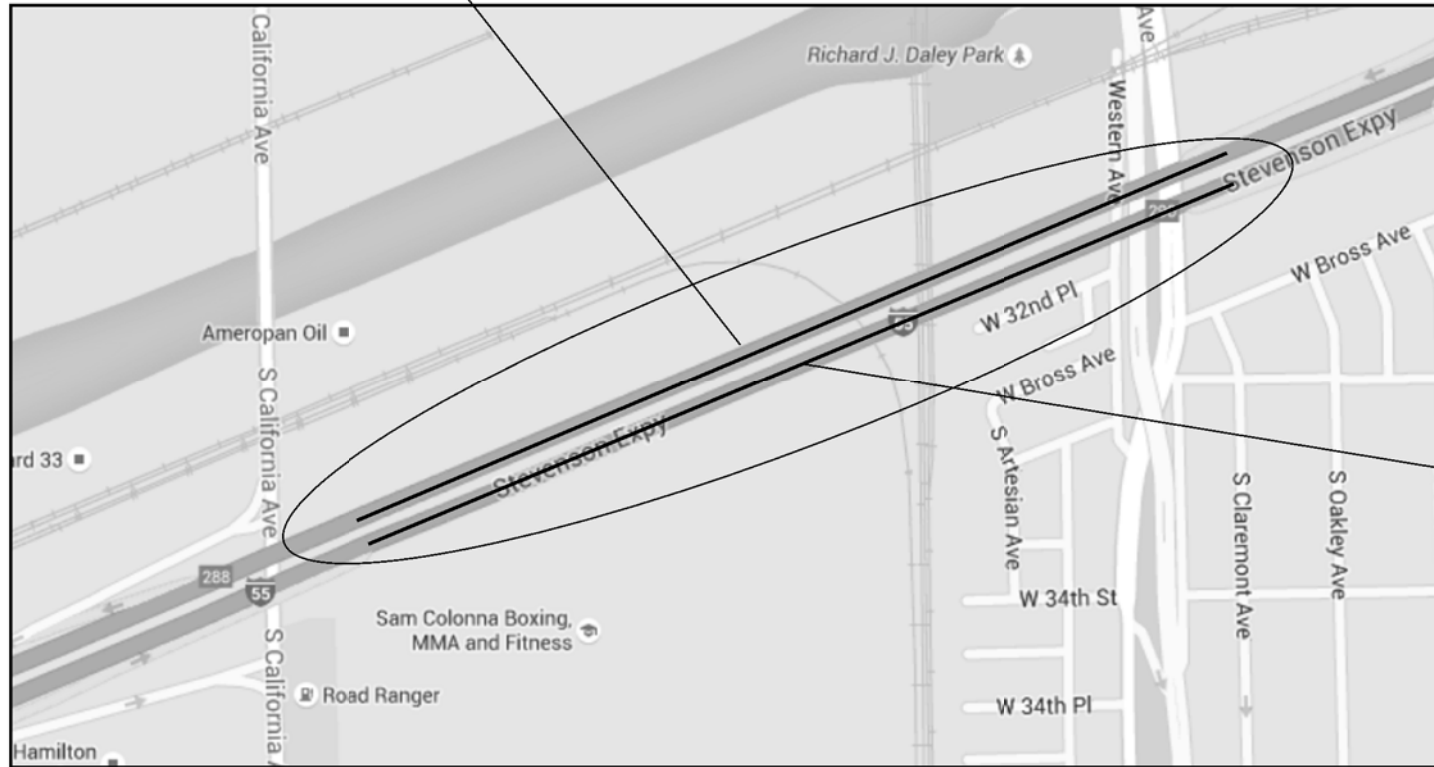 California Ave
Richard J. Daley Park
Ave
Western Ave
Stevenson Expy
290
W Bross Ave
Ameropan Oil
W 32nd Pl
S California Ave
W Bross Ave
rd 33
Stevenson Expy
S Artesian Ave
S Claremont Ave
S Oakley Ave
288
55
W 34th St
Sam Colonna Boxing,
MMA and Fitness
S California A
Road Ranger
W 34th Pl
Hamilton